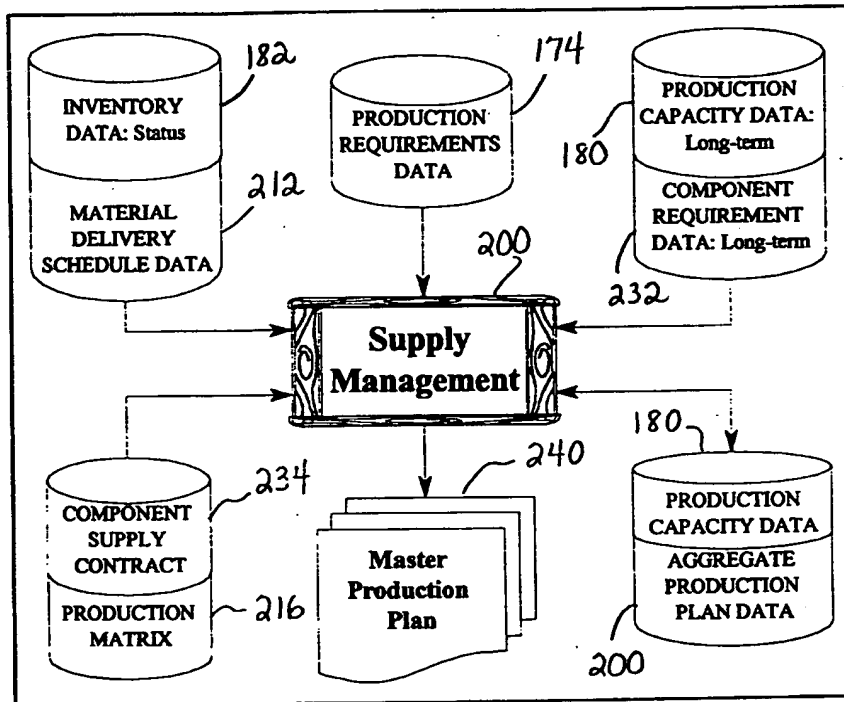 182
INVENTORY
DATA: Status
212
MATERIAL
DELIVERY
SCHEDULE DATA
174
PRODUCTION
REQUIREMENTS
DATA
PRODUCTION
CAPACITY DATA:
Long-term
180
COMPONENT
REQUIREMENT
DATA: Long-term
232
200
Supply
Management
234
COMPONENT
SUPPLY
CONTRACT
PRODUCTION
MATRIX
216
240
Master
Production
Plan
180
PRODUCTION
CAPACITY DATA
AGGREGATE
PRODUCTION
PLAN DATA
200